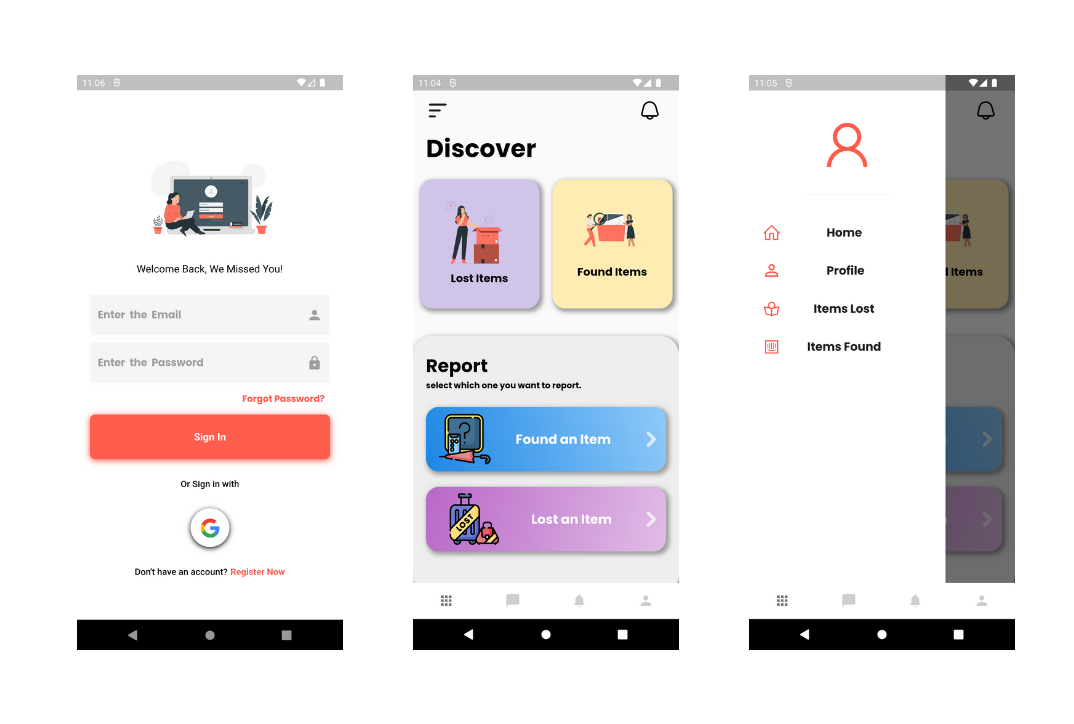 11:06
Welcome Back, We Missed You!
Enter the Email
Enter the Password
Forgot Password?
Sign In
Or Sign in with
G
Don't have an account? Register Now
11:04
Discover
Lost Items
Found Items
Report
select which one you want to report.
?
Found an Item
LOST
Lost an Item
11:05
Home
Profile
Items Lost
Items Found
d Items